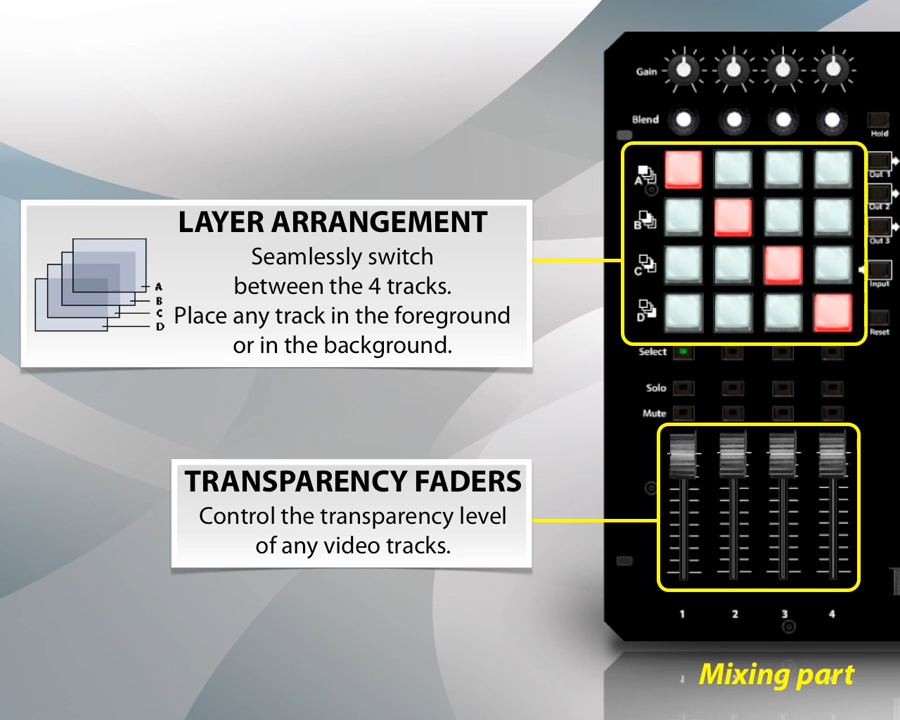 Gain
Blend
Hold
A
Out 1
Out 2
B
Out 3
C
Input
D
Reset
Select
Solo
Mute
1 2 3 4
LAYER ARRANGEMENT
Seamlessly switch
between the 4 tracks.
Place any track in the foreground
or in the background.
A
B
C
D
TRANSPARENCY FADERS
Control the transparency level
of any video tracks.
Mixing part